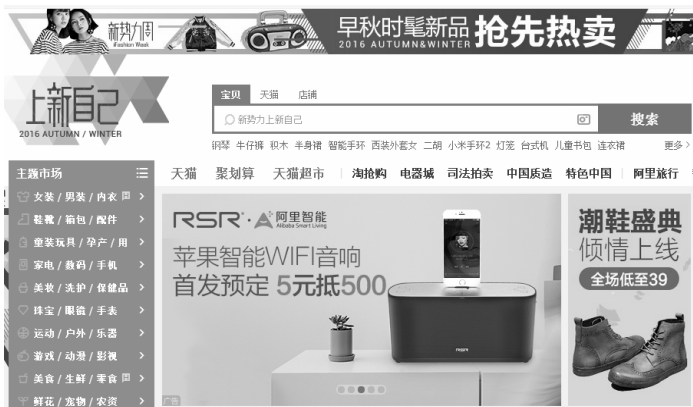 新势力周
iFashion Week
早秋时髦新品 抢先热卖
2016 AUTUMN&WINTER
上新自己
2016 AUTUMN / WINTER
宝贝 天猫 店铺
新势力上新自己
搜索
钢琴 牛仔裤 积木 半身裙 智能手环 西装外套女 二胡 小米手环2 灯笼 台式机 儿童书包 连衣裙 更多
主题市场
天猫 聚划算 天猫超市 淘抢购 电器城 司法拍卖 中国质造 特色中国 阿里旅行
女装 / 男装 / 内衣
鞋靴 / 箱包 / 配件
童装玩具 / 孕产 / 用
家电 / 数码 / 手机
美妆 / 洗护 / 保健品
珠宝 / 眼镜 / 手表
运动 / 户外 / 乐器
游戏 / 动漫 / 影视
美食 / 生鲜 / 零食
鲜花 / 宠物 / 农资
RSR · 阿里智能
Alibaba Smart Living
苹果智能WIFI音响
首发预定 5元抵500
RSR
广告
潮鞋盛典
倾情上线
全场低至39